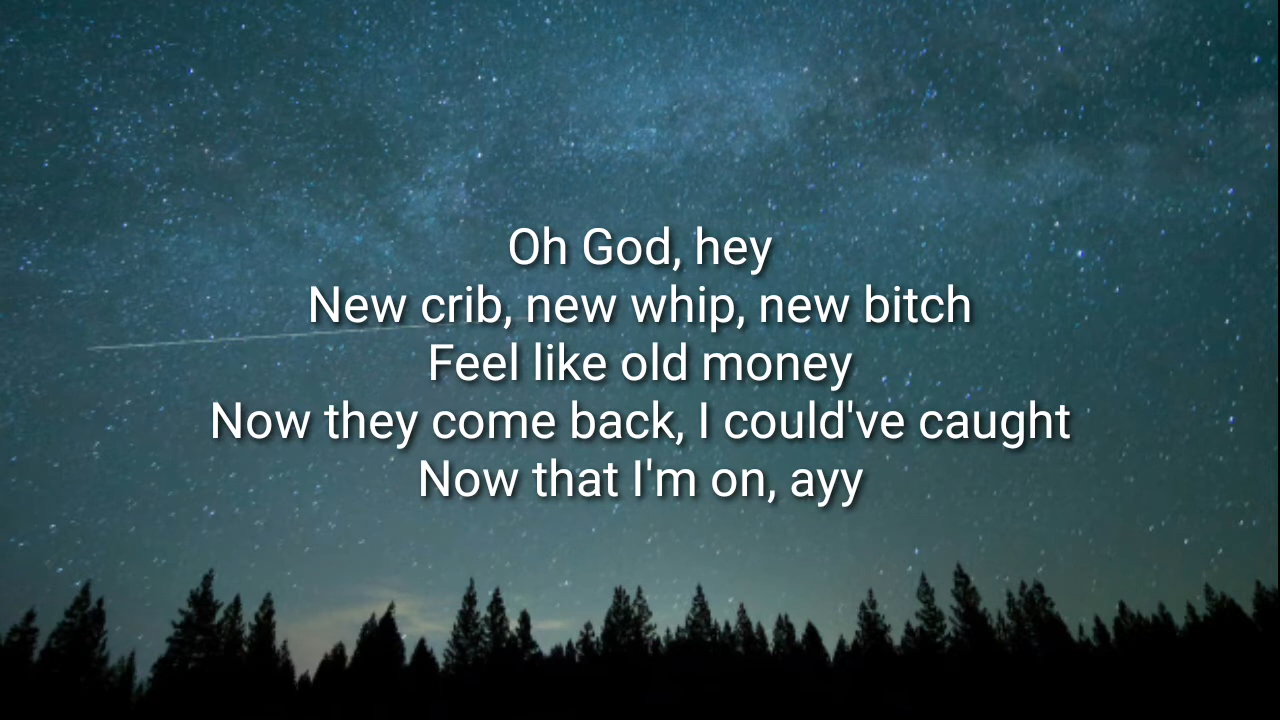 Oh God, hey
New crib, new whip, new bitch
Feel like old money
Now they come back, I could've caught
Now that I'm on, ayy